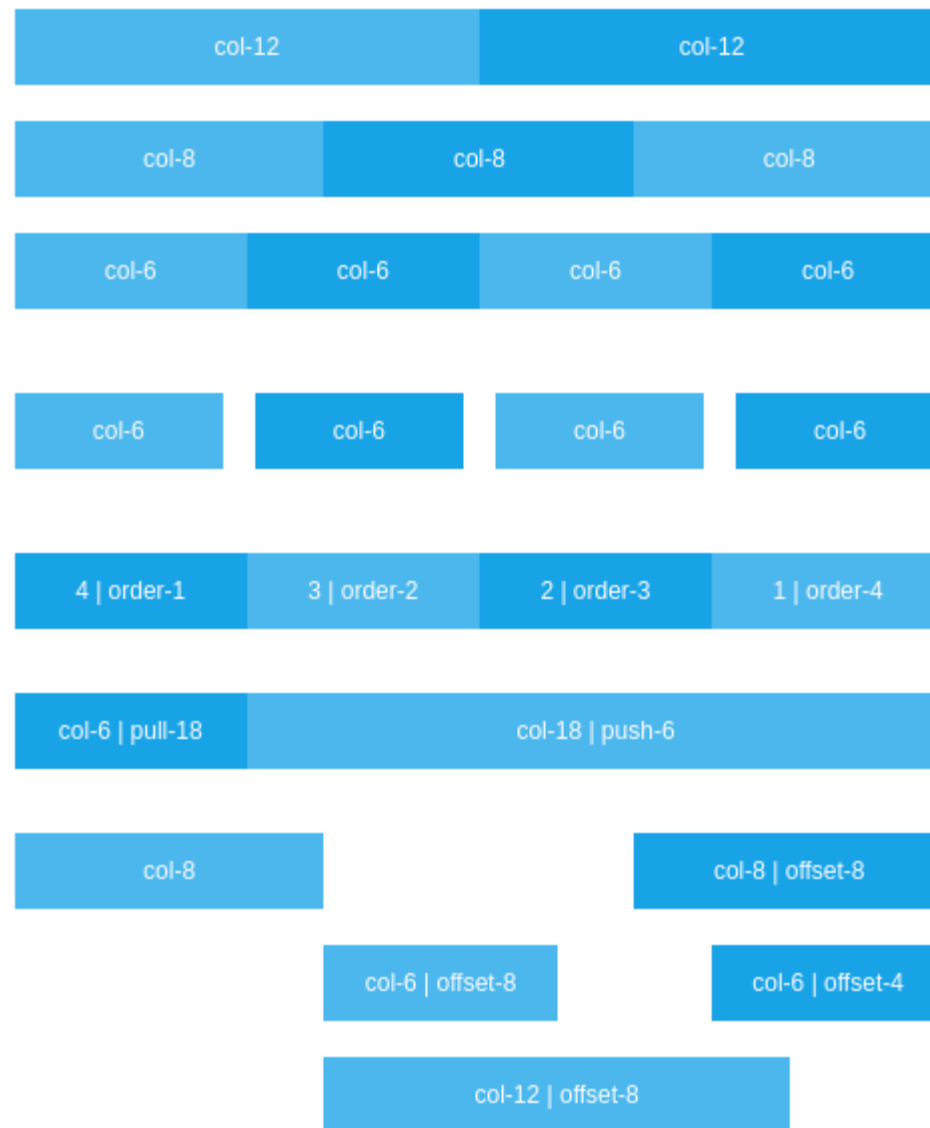 col-12 col-12
col-8 col-8 col-8
col-6 col-6 col-6 col-6
col-6 col-6 col-6 col-6
4 | order-1 3 | order-2 2 | order-3 1 | order-4
col-6 | pull-18 col-18 | push-6
col-8 col-8 | offset-8
col-6 | offset-8 col-6 | offset-4
col-12 | offset-8